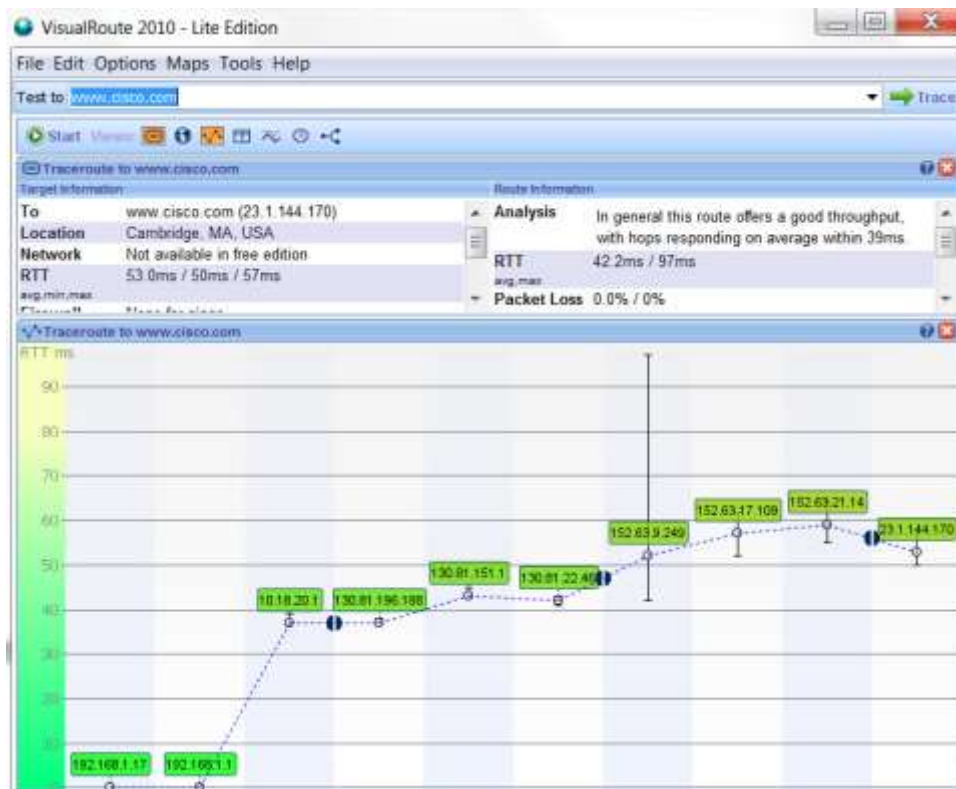 VisualRoute 2010 - Lite Edition
File Edit Options Maps Tools Help
Test to www.cisco.com Trace
Start
Traceroute to www.cisco.com
Target Information Route Information
To www.cisco.com (23.1.144.170)
Location Cambridge, MA, USA
Network Not available in free edition
RTT 53.0ms / 50ms / 57ms
avg,min,max
Analysis In general this route offers a good throughput,
with hops responding on average within 39ms.
RTT 42.2ms / 97ms
avg,max
Packet Loss 0.0% / 0%
Traceroute to www.cisco.com
RTT ms
90
80
70
60
152.63.17.109 152.63.21.14
152.63.9.249 23.1.144.170
50
130.81.151.1
40
10.18.20.1 130.81.196.188
30
20
10
192.168.1.17 192.168.1.1